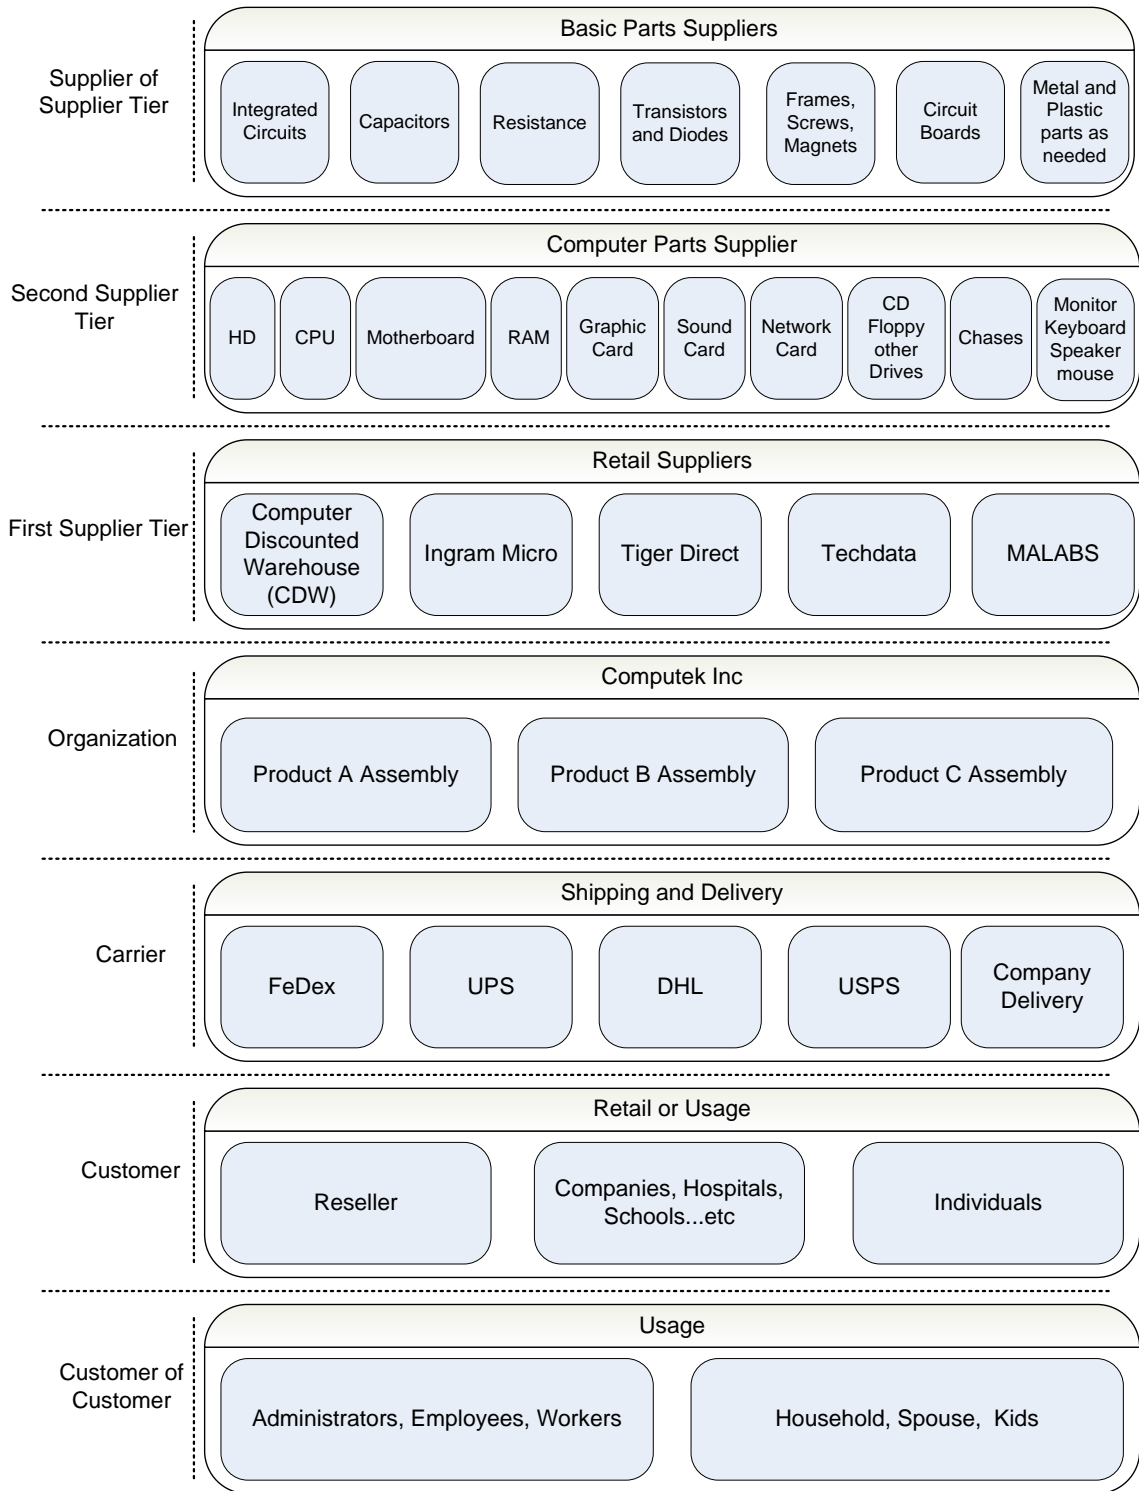 Basic Parts Suppliers
Supplier of
Supplier Tier
Integrated
Circuits
Capacitors
Resistance
Transistors
and Diodes
Frames,
Screws,
Magnets
Circuit
Boards
Metal and
Plastic
parts as
needed
Computer Parts Supplier
Second Supplier
Tier
HD
CPU
Motherboard
RAM
Graphic
Card
Sound
Card
Network
Card
CD
Floppy
other
Drives
Chases
Monitor
Keyboard
Speaker
mouse
Retail Suppliers
First Supplier Tier
Computer
Discounted
Warehouse
(CDW)
Ingram Micro
Tiger Direct
Techdata
MALABS
Computek Inc
Organization
Product A Assembly
Product B Assembly
Product C Assembly
Shipping and Delivery
Carrier
FeDex
UPS
DHL
USPS
Company
Delivery
Retail or Usage
Customer
Reseller
Companies, Hospitals,
Schools...etc
Individuals
Usage
Customer of
Customer
Administrators, Employees, Workers
Household, Spouse,  Kids